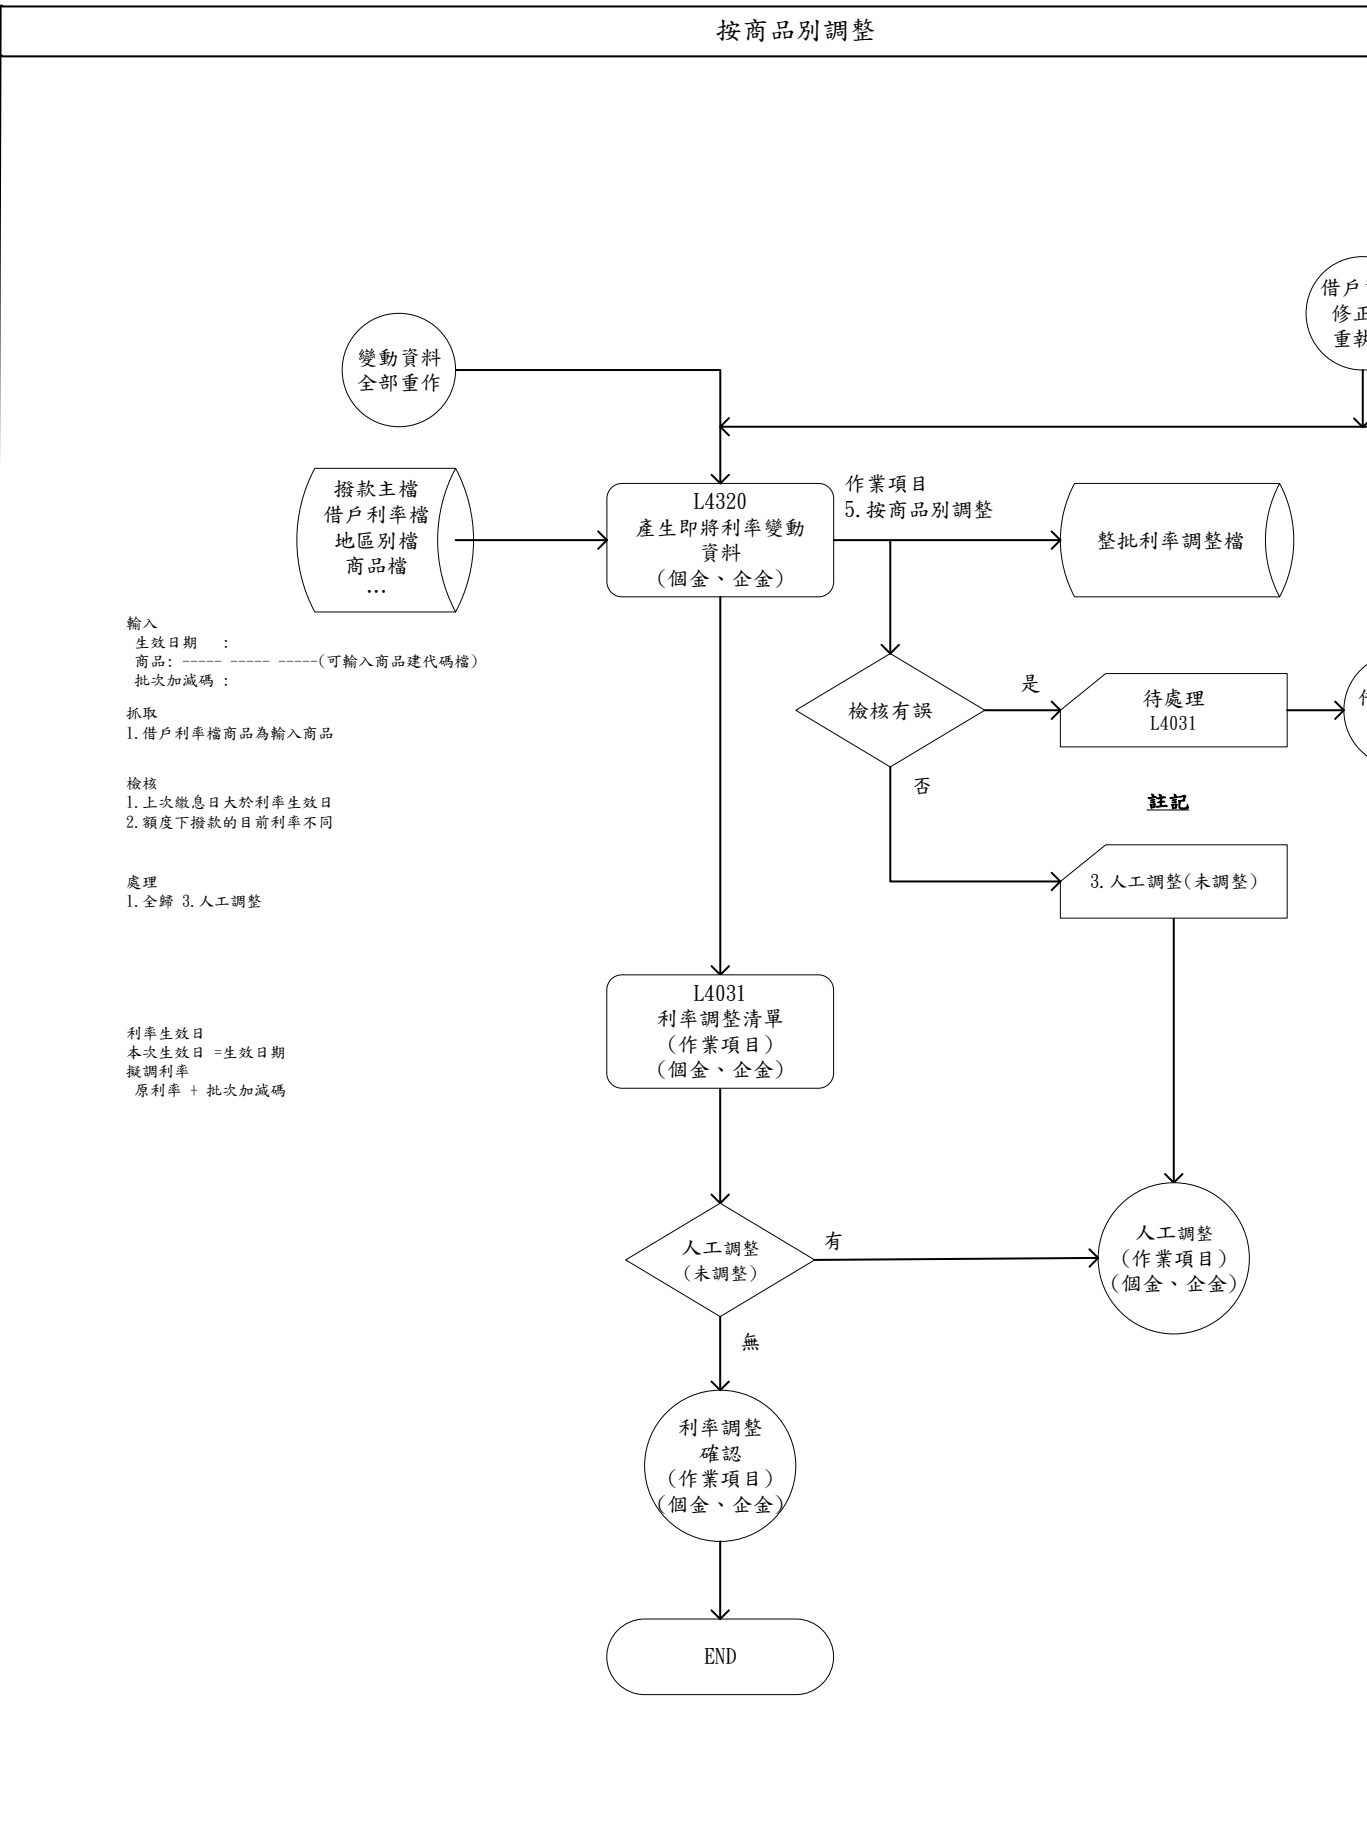 按商品別調整
借戶
修正
重執
變動資料
全部重作
撥款主檔
借戶利率檔
地區別檔
商品檔
...
L4320
產生即將利率變動
資料
(個金、企金)
作業項目
5.按商品別調整
整批利率調整檔
輸入
生效日期 :
商品: ----- ----- -----(可輸入商品建代碼檔)
批次加減碼 :
抓取
1.借戶利率檔商品為輸入商品
檢核
1.上次繳息日大於利率生效日
2.額度下撥款的目前利率不同
處理
1.全歸 3.人工調整
利率生效日
本次生效日 =生效日期
擬調利率
原利率 + 批次加減碼
檢核有誤
是
待處理
L4031
否
註記
3.人工調整(未調整)
L4031
利率調整清單
(作業項目)
(個金、企金)
人工調整
(未調整)
有
人工調整
(作業項目)
(個金、企金)
無
利率調整
確認
(作業項目)
(個金、企金)
END